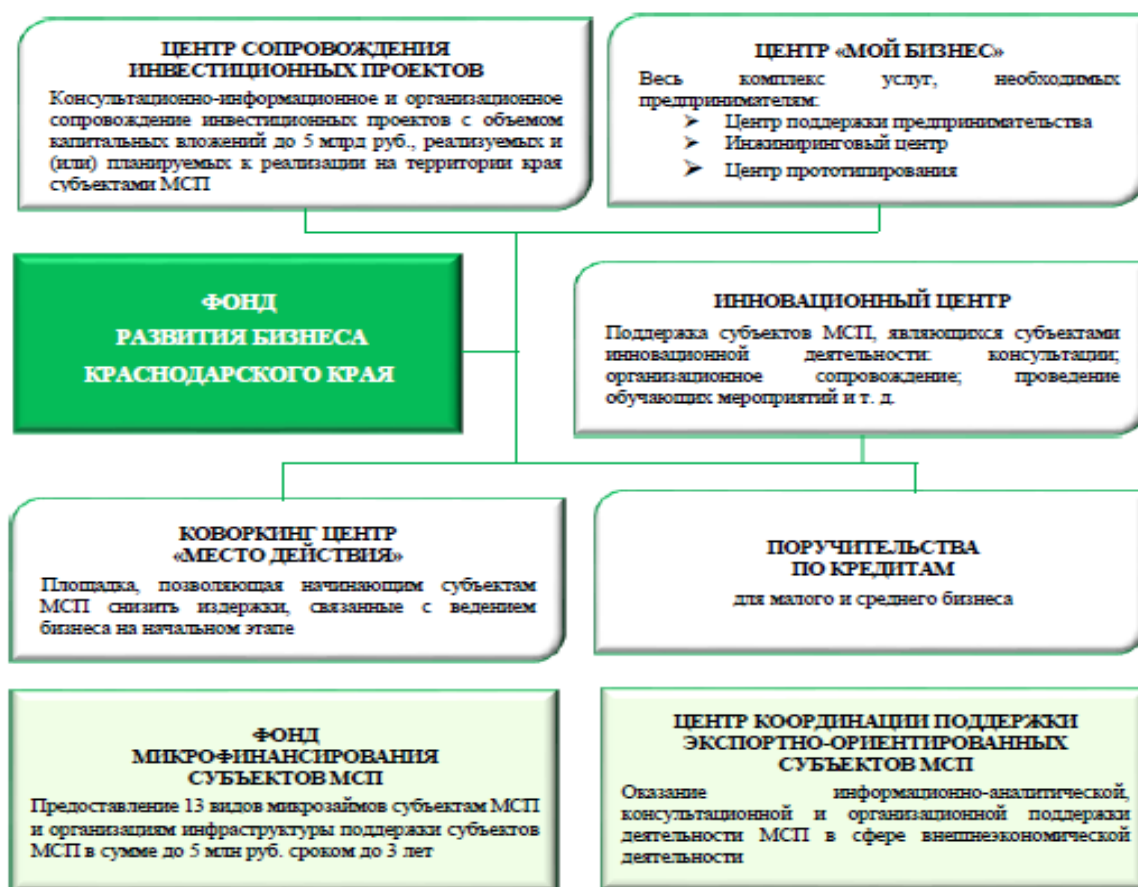 ЦЕНТР СОПРОВОЖДЕНИЯ
ИНВЕСТИЦИОННЫХ ПРОЕКТОВ
Консультационно-информационное и организационное
сопровождение инвестиционных проектов с объемом
капитальных вложений до 5 млрд руб., реализуемых и
(или) планируемых к реализации на территории края
субъектами МСП
ЦЕНТР «МОЙ БИЗНЕС»
Весь комплекс услуг, необходимых
предпринимателям:
➢ Центр поддержки предпринимательства
➢ Инжиниринговый центр
➢ Центр прототипирования
ФОНД
РАЗВИТИЯ БИЗНЕСА
КРАСНОДАРСКОГО КРАЯ
ИННОВАЦИОННЫЙ ЦЕНТР
Поддержка субъектов МСП, являющихся субъектами
инновационной деятельности: консультации;
организационное сопровождение; проведение
обучающих мероприятий и т. д.
КОВОРКИНГ ЦЕНТР
«МЕСТО ДЕЙСТВИЯ»
Площадка, позволяющая начинающим субъектам
МСП снизить издержки, связанные с ведением
бизнеса на начальном этапе
ПОРУЧИТЕЛЬСТВА
ПО КРЕДИТАМ
для малого и среднего бизнеса
ФОНД
МИКРОФИНАНСИРОВАНИЯ
СУБЪЕКТОВ МСП
Предоставление 13 видов микрозаймов субъектам МСП
и организациям инфраструктуры поддержки субъектов
МСП в сумме до 5 млн руб. сроком до 3 лет
ЦЕНТР КООРДИНАЦИИ ПОДДЕРЖКИ
ЭКСПОРТНО-ОРИЕНТИРОВАННЫХ
СУБЪЕКТОВ МСП
Оказание информационно-аналитической,
консультационной и организационной поддержки
деятельности МСП в сфере внешнеэкономической
деятельности